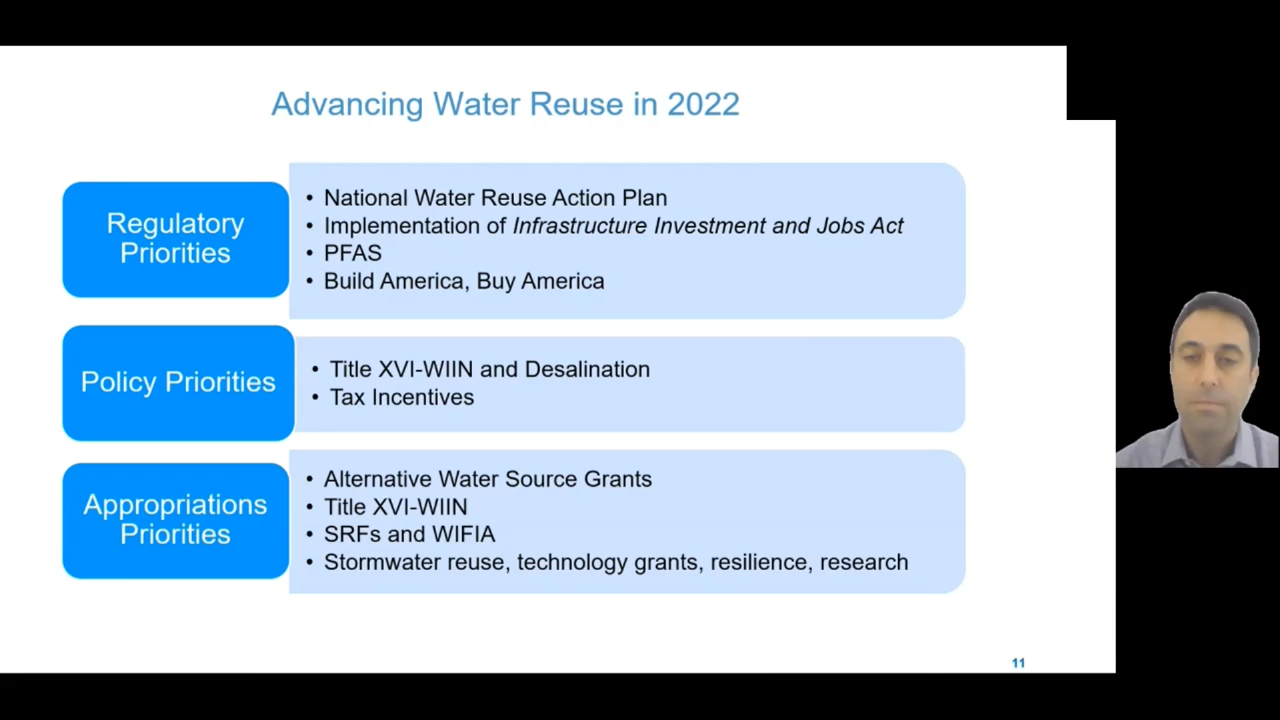 Advancing Water Reuse in 2022
Regulatory
Priorities
• National Water Reuse Action Plan
• Implementation of Infrastructure Investment and Jobs Act
• PFAS
• Build America, Buy America
Policy Priorities
• Title XVI-WIIN and Desalination
• Tax Incentives
Appropriations
Priorities
• Alternative Water Source Grants
• Title XVI-WIIN
• SRFs and WIFIA
• Stormwater reuse, technology grants, resilience, research
11